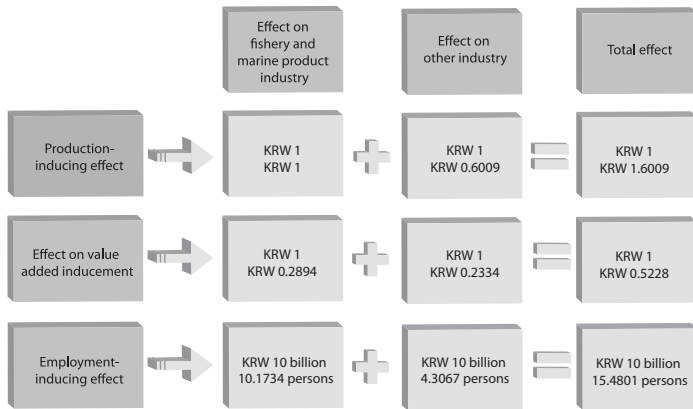 Effect on
fishery and
marine product
industry
Effect on
other industry
Total effect
Production-
inducing effect
KRW 1
KRW 1
KRW 1
KRW 0.6009
KRW 1
KRW 1.6009
Effect on value
added inducement
KRW 1
KRW 0.2894
KRW 1
KRW 0.2334
KRW 1
KRW 0.5228
Employment-
inducing effect
KRW 10 billion
10.1734 persons
KRW 10 billion
4.3067 persons
KRW 10 billion
15.4801 persons